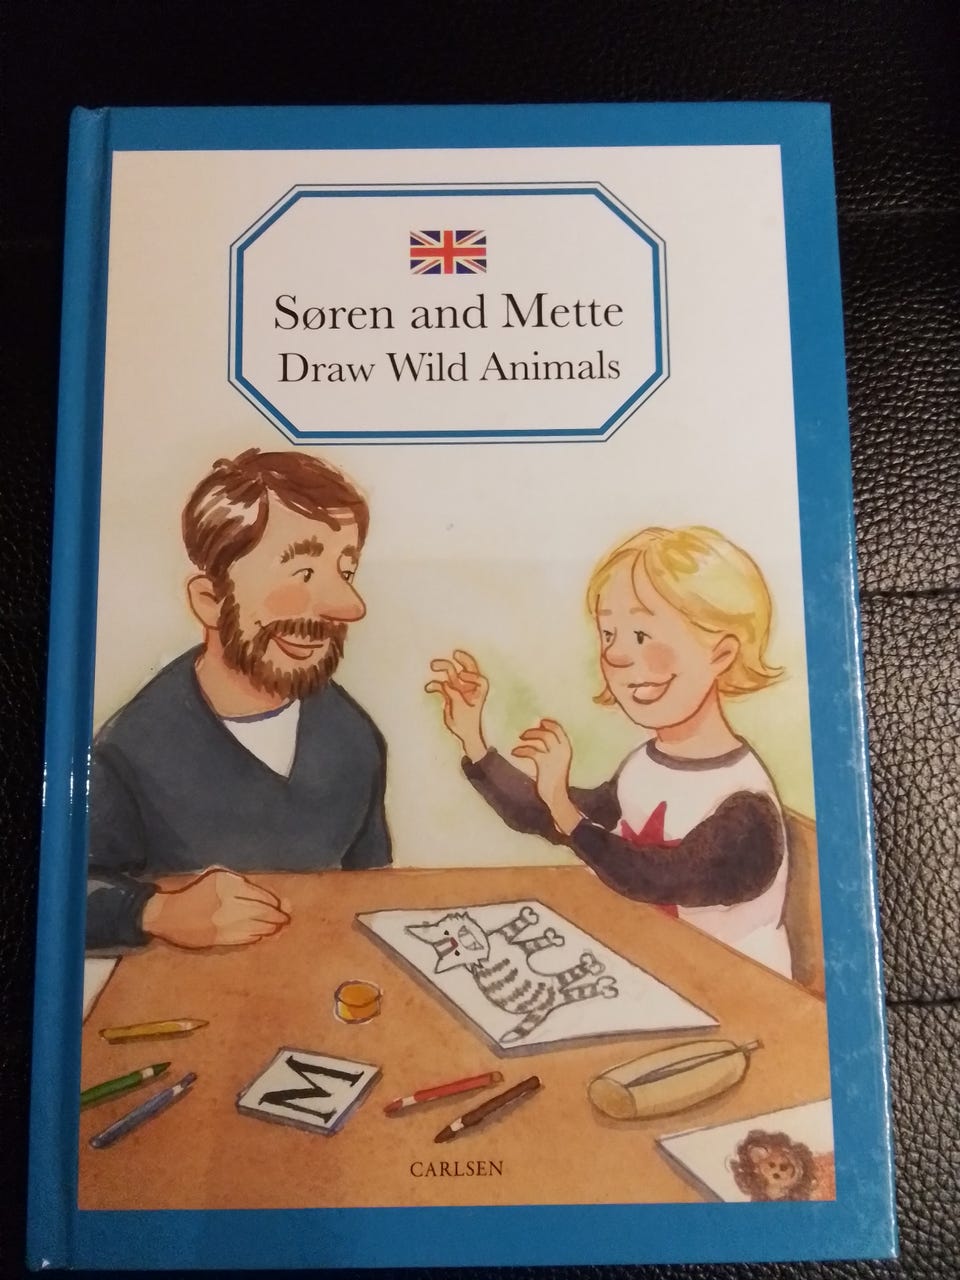 Søren and Mette
Draw Wild Animals
M
CARLSEN